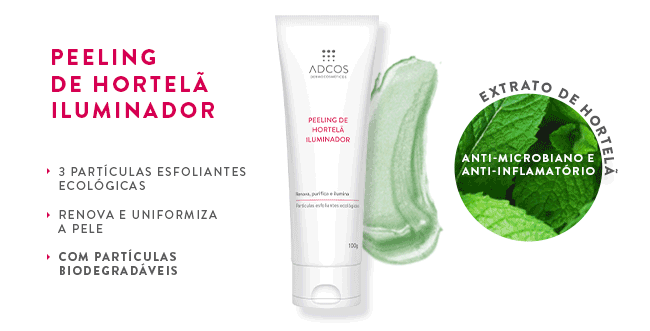 PEELING
DE HORTELÃ
ILUMINADOR
3 PARTÍCULAS ESFOLIANTES
ECOLÓGICAS
RENOVA E UNIFORMIZA
A PELE
COM PARTÍCULAS
BIODEGRADÁVEIS
ADCOS
DERMOCOSMÉTICOS
PEELING DE
HORTELÃ
ILUMINADOR
Renova, purifica e ilumina
Partículas esfoliantes ecológicas
100g
EXTRATO DE HORTELÃ
ANTI-MICROBIANO E
ANTI-INFLAMATÓRIO